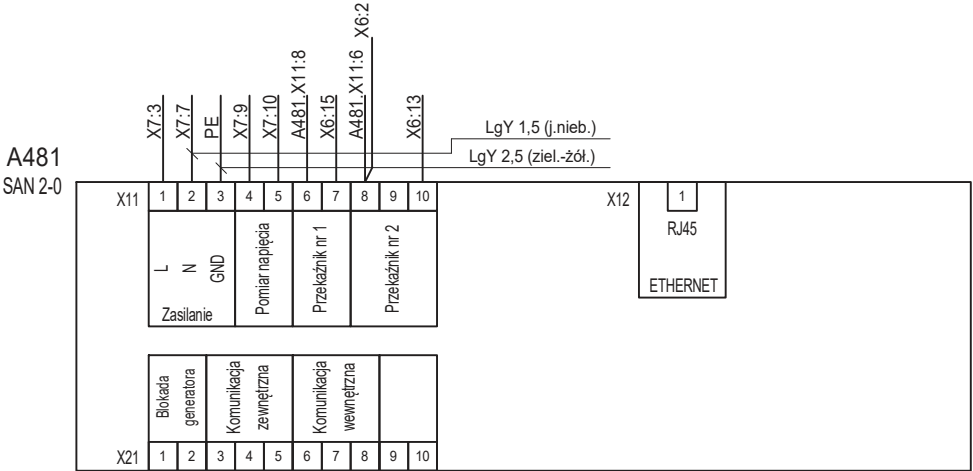 X6:2
X7:3
X7:7
PE
X7:9
X7:10
A481.X11:8
X6:15
A481.X11:6
X6:13
LgY 1,5 (j.nieb.)
LgY 2,5 (ziel.-żół.)
A481
SAN 2-0
X11
1 2 3 4 5 6 7 8 9 10
X12
1
RJ45
ETHERNET
L
N
GND
Zasilanie
Pomiar napięcia
Przekaźnik nr 1
Przekaźnik nr 2
Blokada
generatora
Komunikacja
zewnętrzna
Komunikacja
wewnętrzna
X21
1 2 3 4 5 6 7 8 9 10